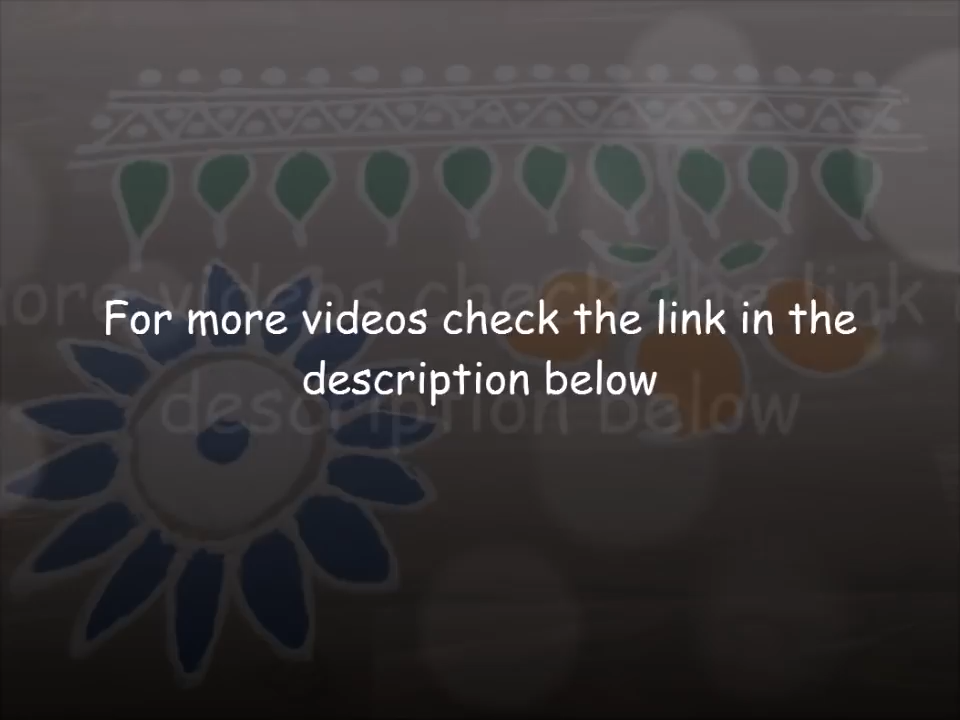 For more videos check the link in the
description below